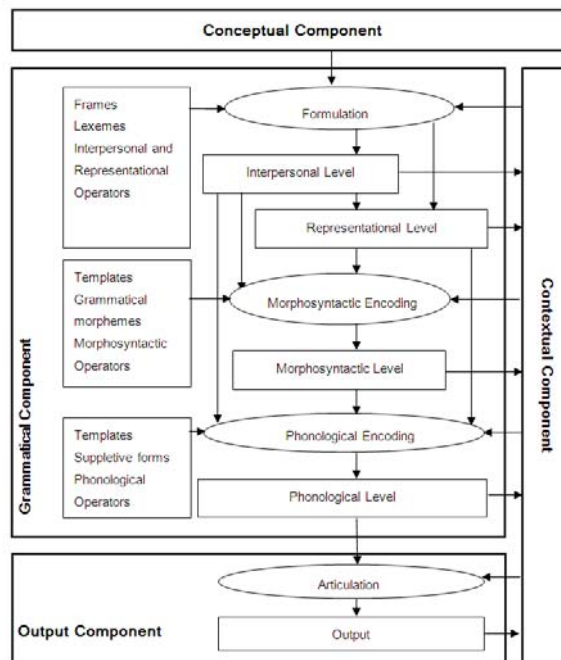 Conceptual Component
Frames
Lexemes
Interpersonal and
Representational
Operators
Formulation
Interpersonal Level
Representational Level
Templates
Grammatical
morphemes
Morphosyntactic
Operators
Morphosyntactic Encoding
Morphosyntactic Level
Templates
Suppletive forms
Phonological
Operators
Phonological Encoding
Phonological Level
Grammatical Component
Contextual Component
Articulation
Output Component
Output